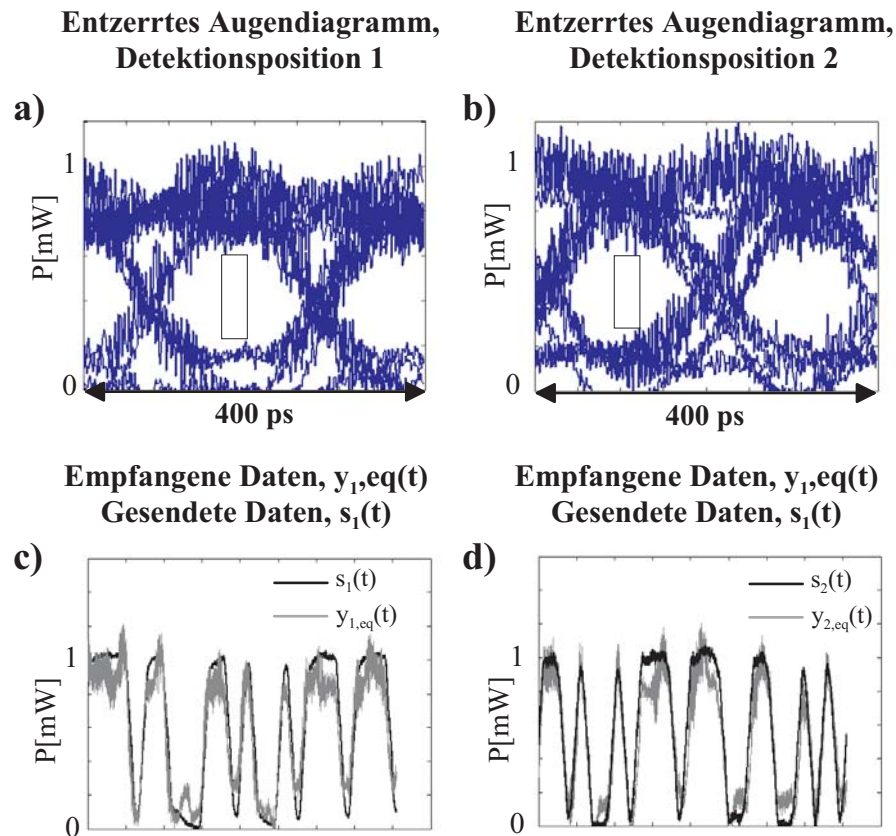 Entzerrtes Augendiagramm,
Detektionsposition 1
Entzerrtes Augendiagramm,
Detektionsposition 2
a)
P[mW]
1
0
400 ps
b)
P[mW]
1
0
400 ps
Empfangene Daten, y1,eq(t)
Gesendete Daten, s1(t)
Empfangene Daten, y1,eq(t)
Gesendete Daten, s1(t)
c)
s1(t)
y1,eq(t)
P[mW]
1
0
d)
s2(t)
y2,eq(t)
P[mW]
1
0